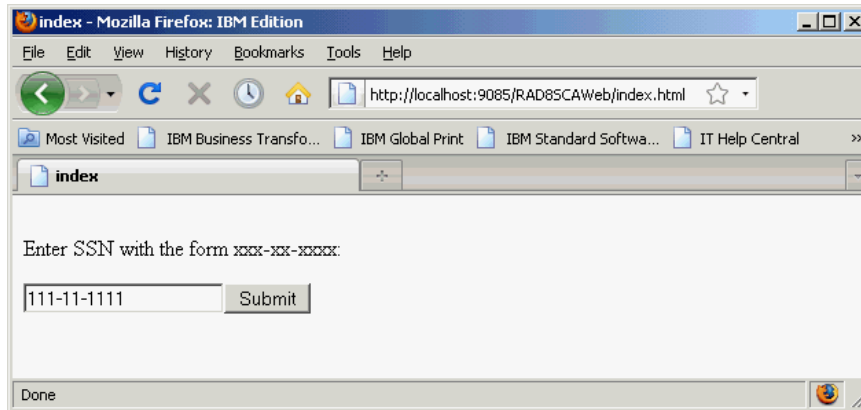 index - Mozilla Firefox: IBM Edition
File Edit View History Bookmarks Tools Help
http://localhost:9085/RAD8SCAWeb/index.html
Most Visited IBM Business Transfo... IBM Global Print IBM Standard Softwa... IT Help Central »
index
Enter SSN with the form xxx-xx-xxxx:
111-11-1111 Submit
Done